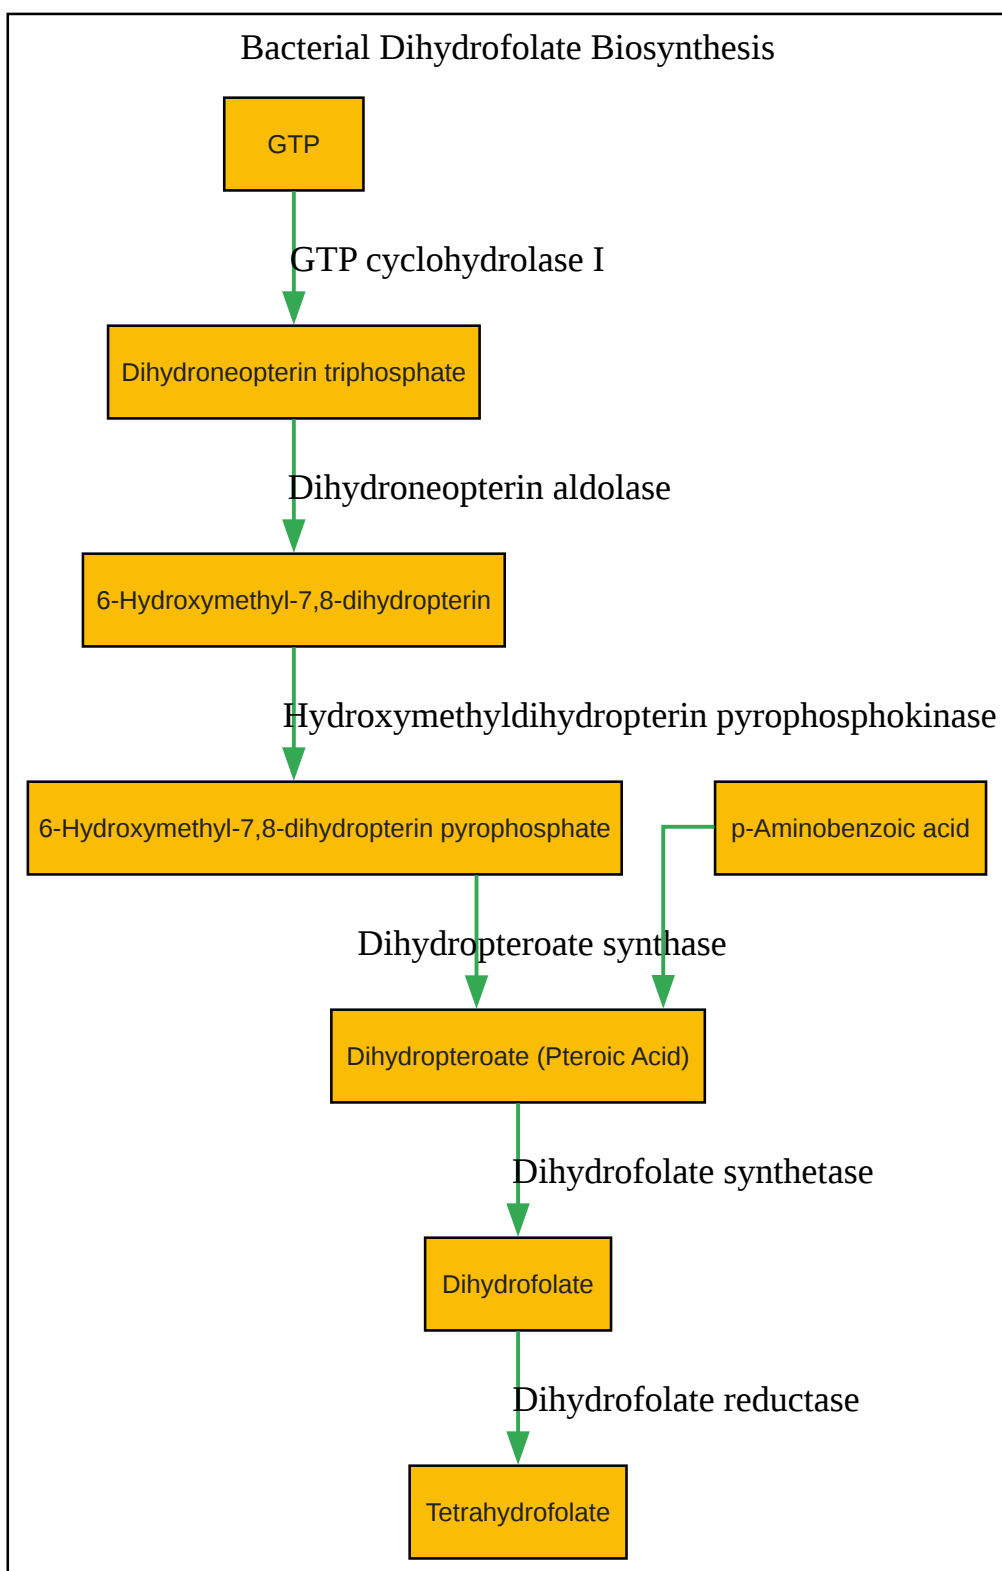 Bacterial Dihydrofolate Biosynthesis
GTP
GTP cyclohydrolase I
Dihydroneopterin triphosphate
Dihydroneopterin aldolase
6-Hydroxymethyl-7,8-dihydropterin
Hydroxymethyldihydropterin pyrophosphokinase
6-Hydroxymethyl-7,8-dihydropterin pyrophosphate
p-Aminobenzoic acid
Dihydropteroate synthase
Dihydropteroate (Pteroic Acid)
Dihydrofolate synthetase
Dihydrofolate
Dihydrofolate reductase
Tetrahydrofolate